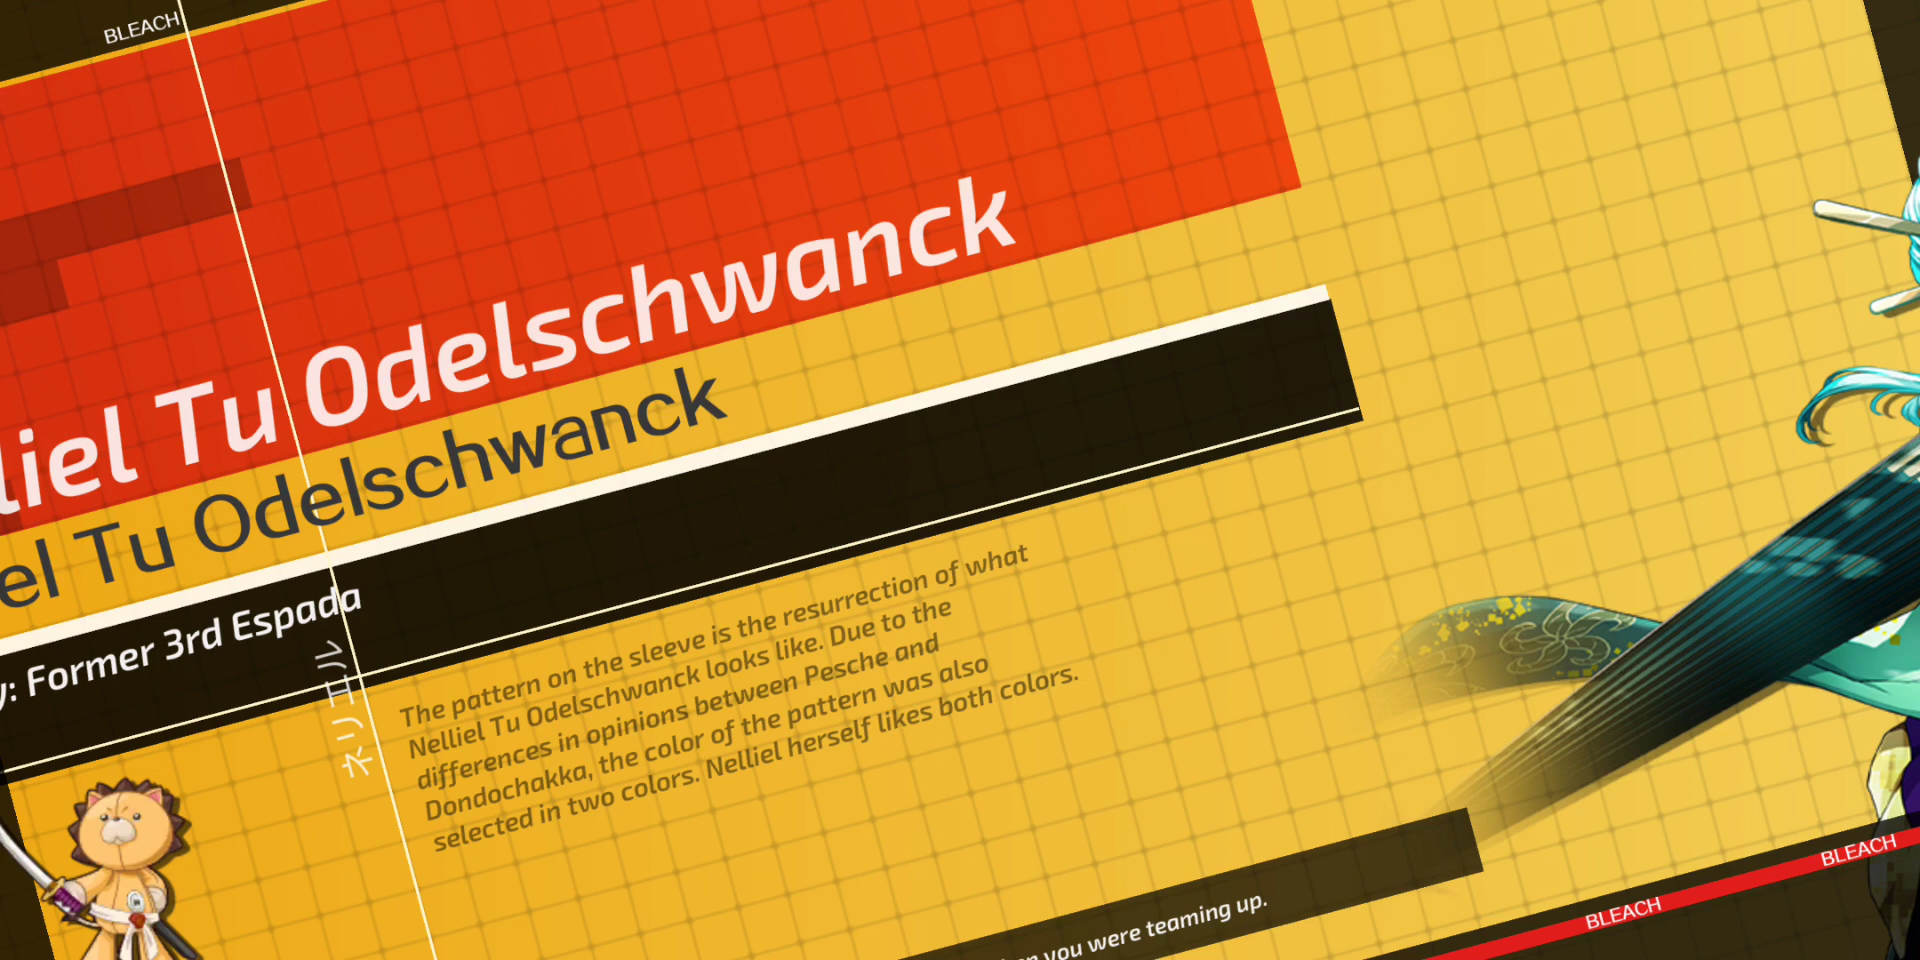 BLEACH
lliel Tu Odelschwanck
el Tu Odelschwanck
y: Former 3rd Espada
ネリエル
The pattern on the sleeve is the resurrection of what
Nelliel Tu Odelschwanck looks like. Due to the
differences in opinions between Pesche and
Dondochakka, the color of the pattern was also
selected in two colors. Nelliel herself likes both colors.
you were teaming up.
BLEACH
BLEACH